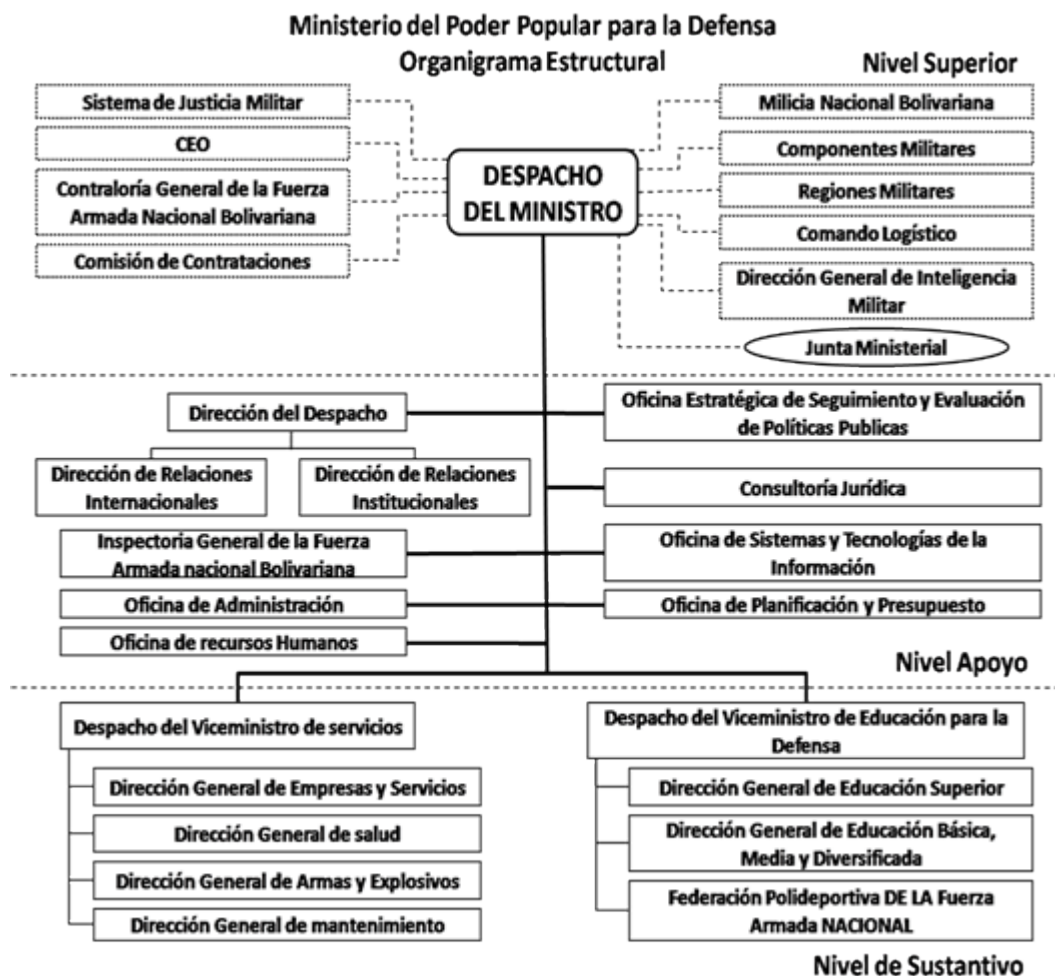 Ministerio del Poder Popular para la Defensa
Organigrama Estructural
Nivel Superior
Sistema de Justicia Militar
CEO
Contraloría General de la Fuerza
Armada Nacional Bolivariana
Comisión de Contrataciones
DESPACHO
DEL MINISTRO
Milicia Nacional Bolivariana
Componentes Militares
Regiones Militares
Comando Logístico
Dirección General de Inteligencia
Militar
Junta Ministerial
Dirección del Despacho
Oficina Estratégica de Seguimiento y Evaluación
de Políticas Publicas
Dirección de Relaciones
Internacionales
Dirección de Relaciones
Institucionales
Consultoría Jurídica
Inspectoría General de la Fuerza
Armada nacional Bolivariana
Oficina de Sistemas y Tecnologías de la
Información
Oficina de Administración
Oficina de Planificación y Presupuesto
Oficina de recursos Humanos
Nivel Apoyo
Despacho del Viceministro de servicios
Dirección General de Empresas y Servicios
Dirección General de salud
Dirección General de Armas y Explosivos
Dirección General de mantenimiento
Despacho del Viceministro de Educación para la
Defensa
Dirección General de Educación Superior
Dirección General de Educación Básica,
Media y Diversificada
Federación Polideportiva DE LA Fuerza
Armada NACIONAL
Nivel de Sustantivo